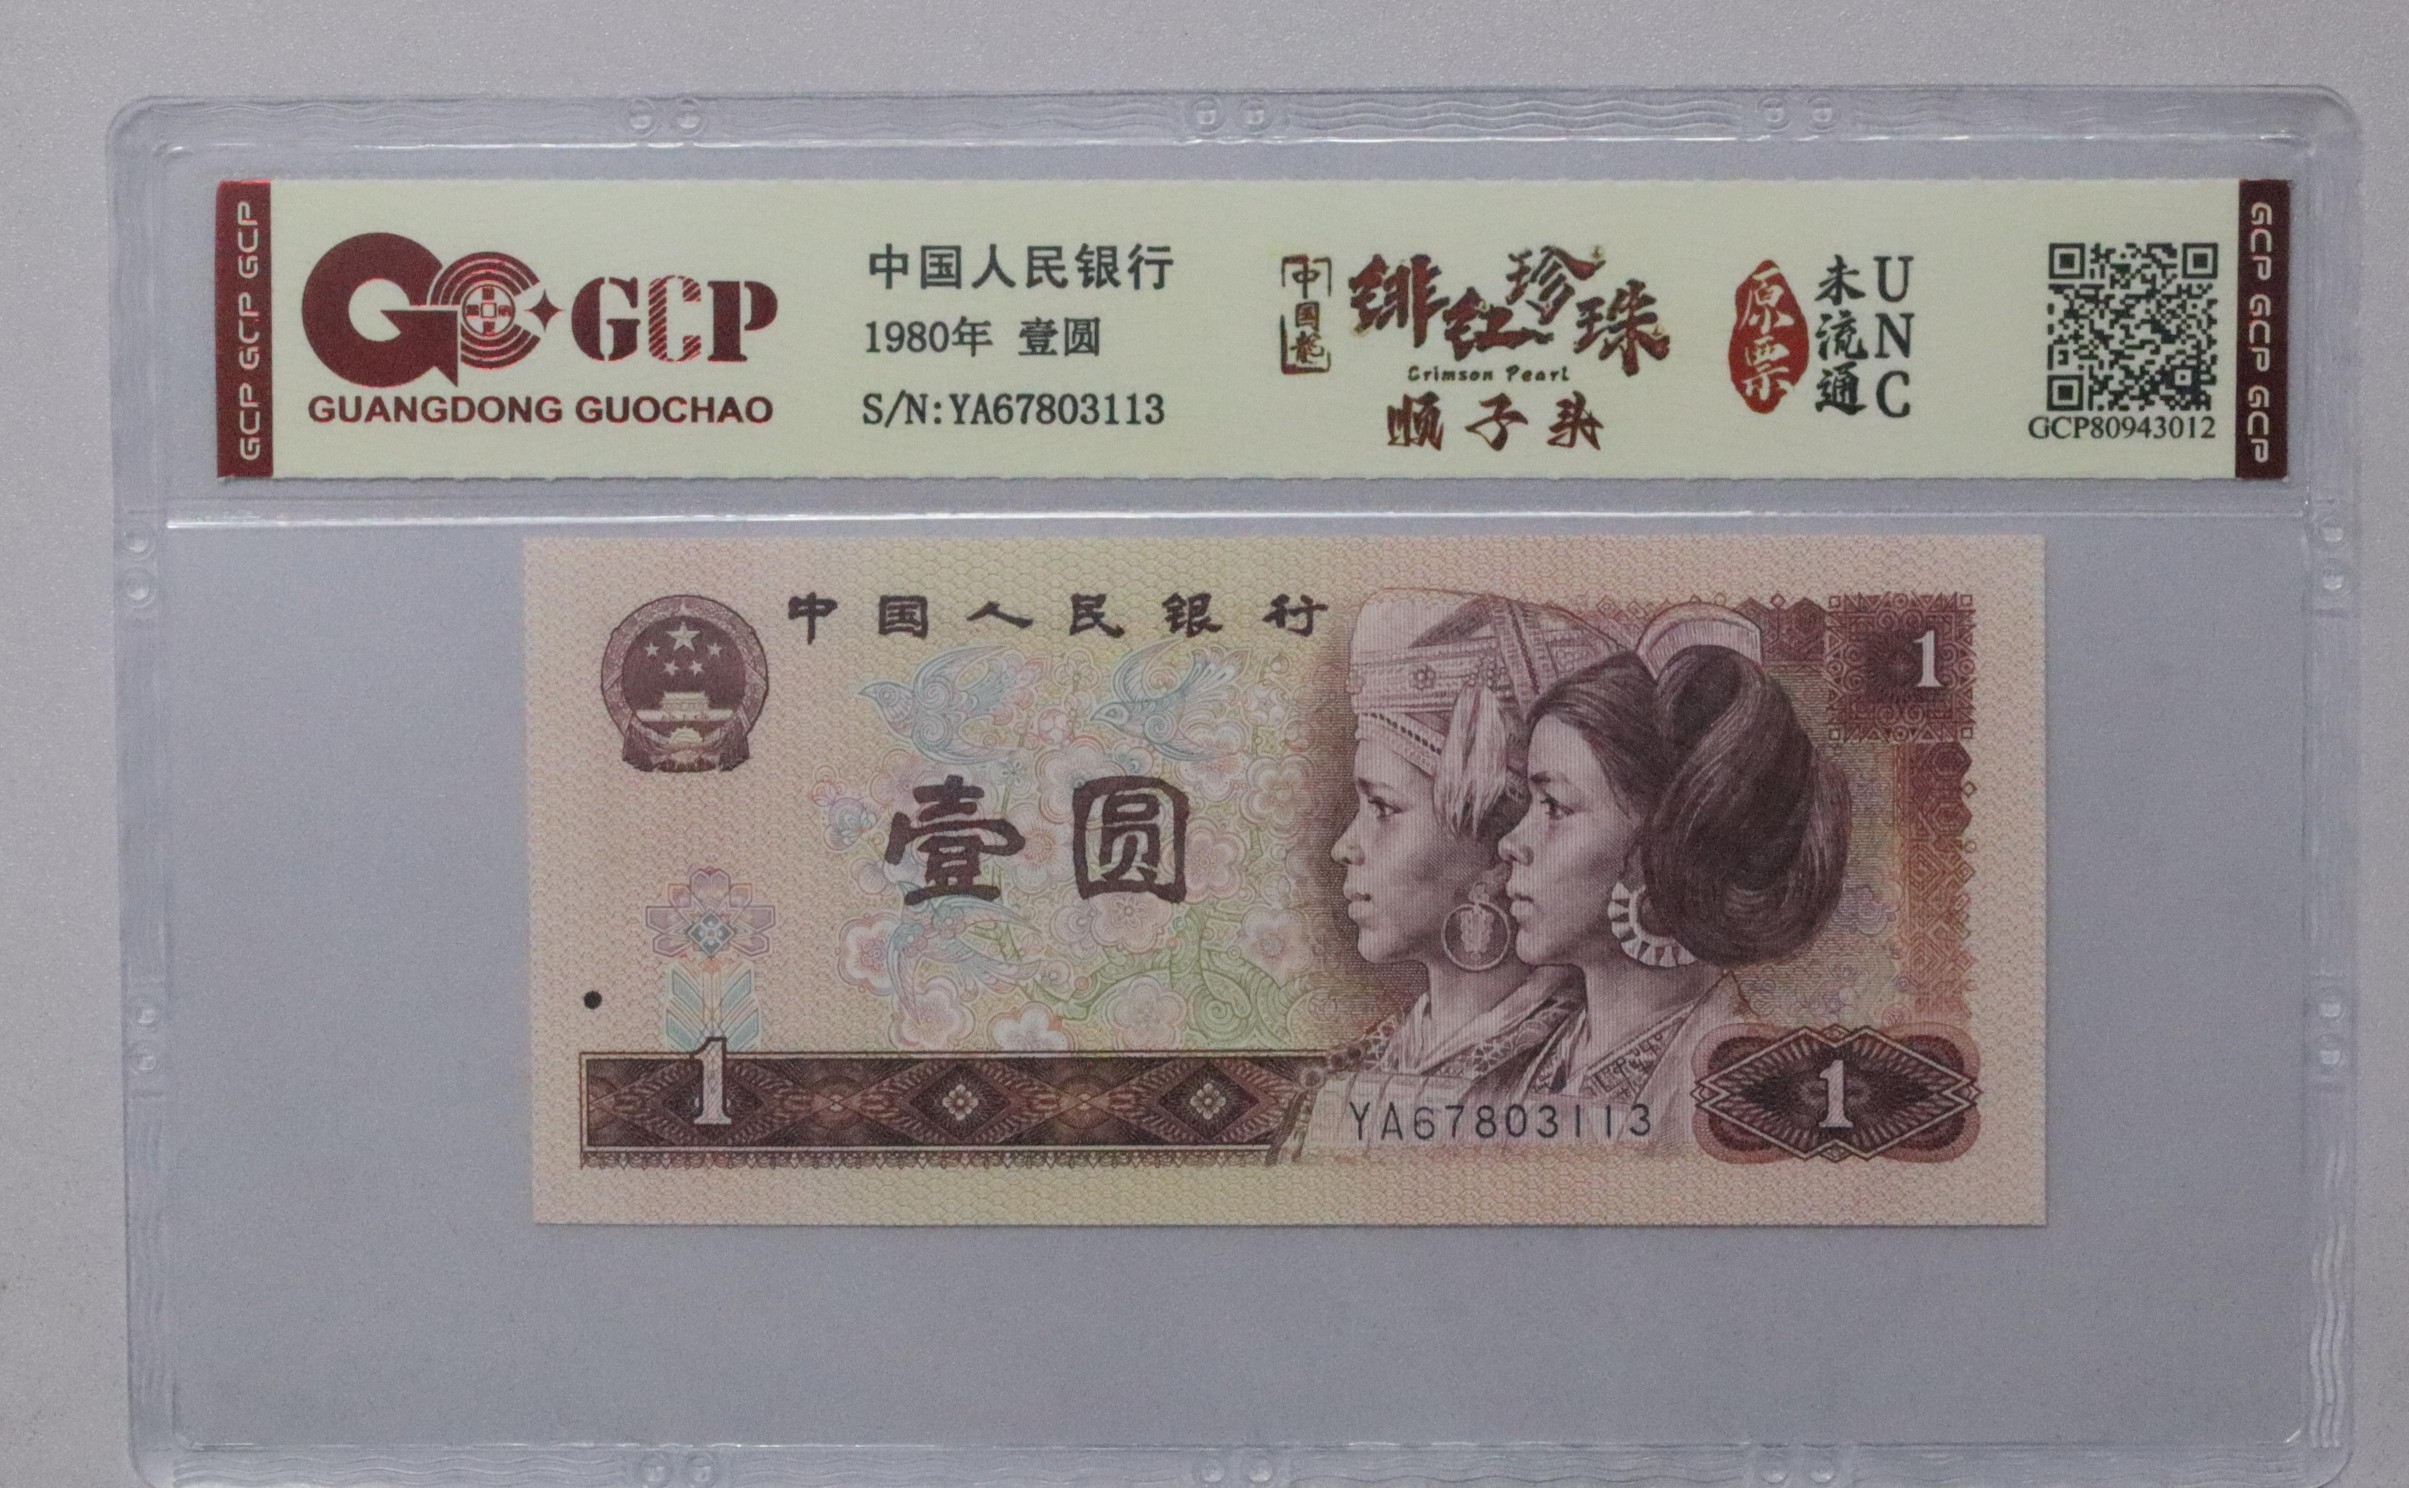 GCP GCP GCP
GCP
GUANGDONG GUOCHAO
中国人民银行
1980年 壹圆
S/N:YA67803113
中国龍
绯红珍珠
Crimson Pearl
顺子头
原票
未流通
UNC
GCP80943012
GCP GCP GCP
中国人民银行
1
壹圆
1
YA67803113
1